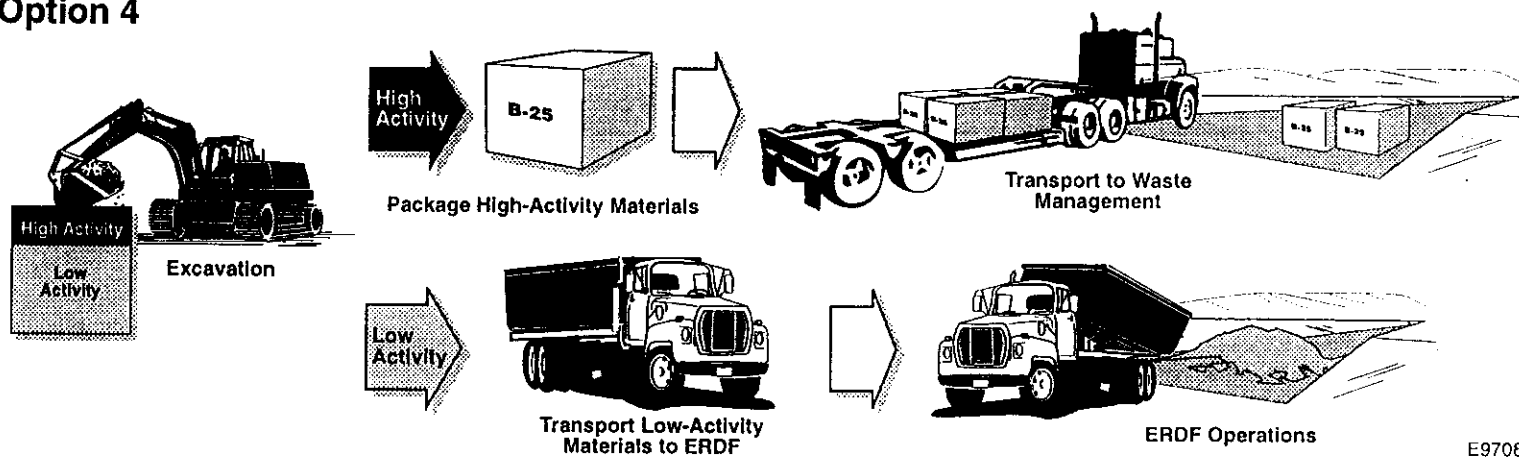 Option 4
High
Activity
B-25
Package High-Activity Materials
B-25
Transport to Waste
Management
High Activity
Low
Activity
Excavation
Low
Activity
Transport Low-Activity
Materials to ERDF
ERDF Operations
E9708